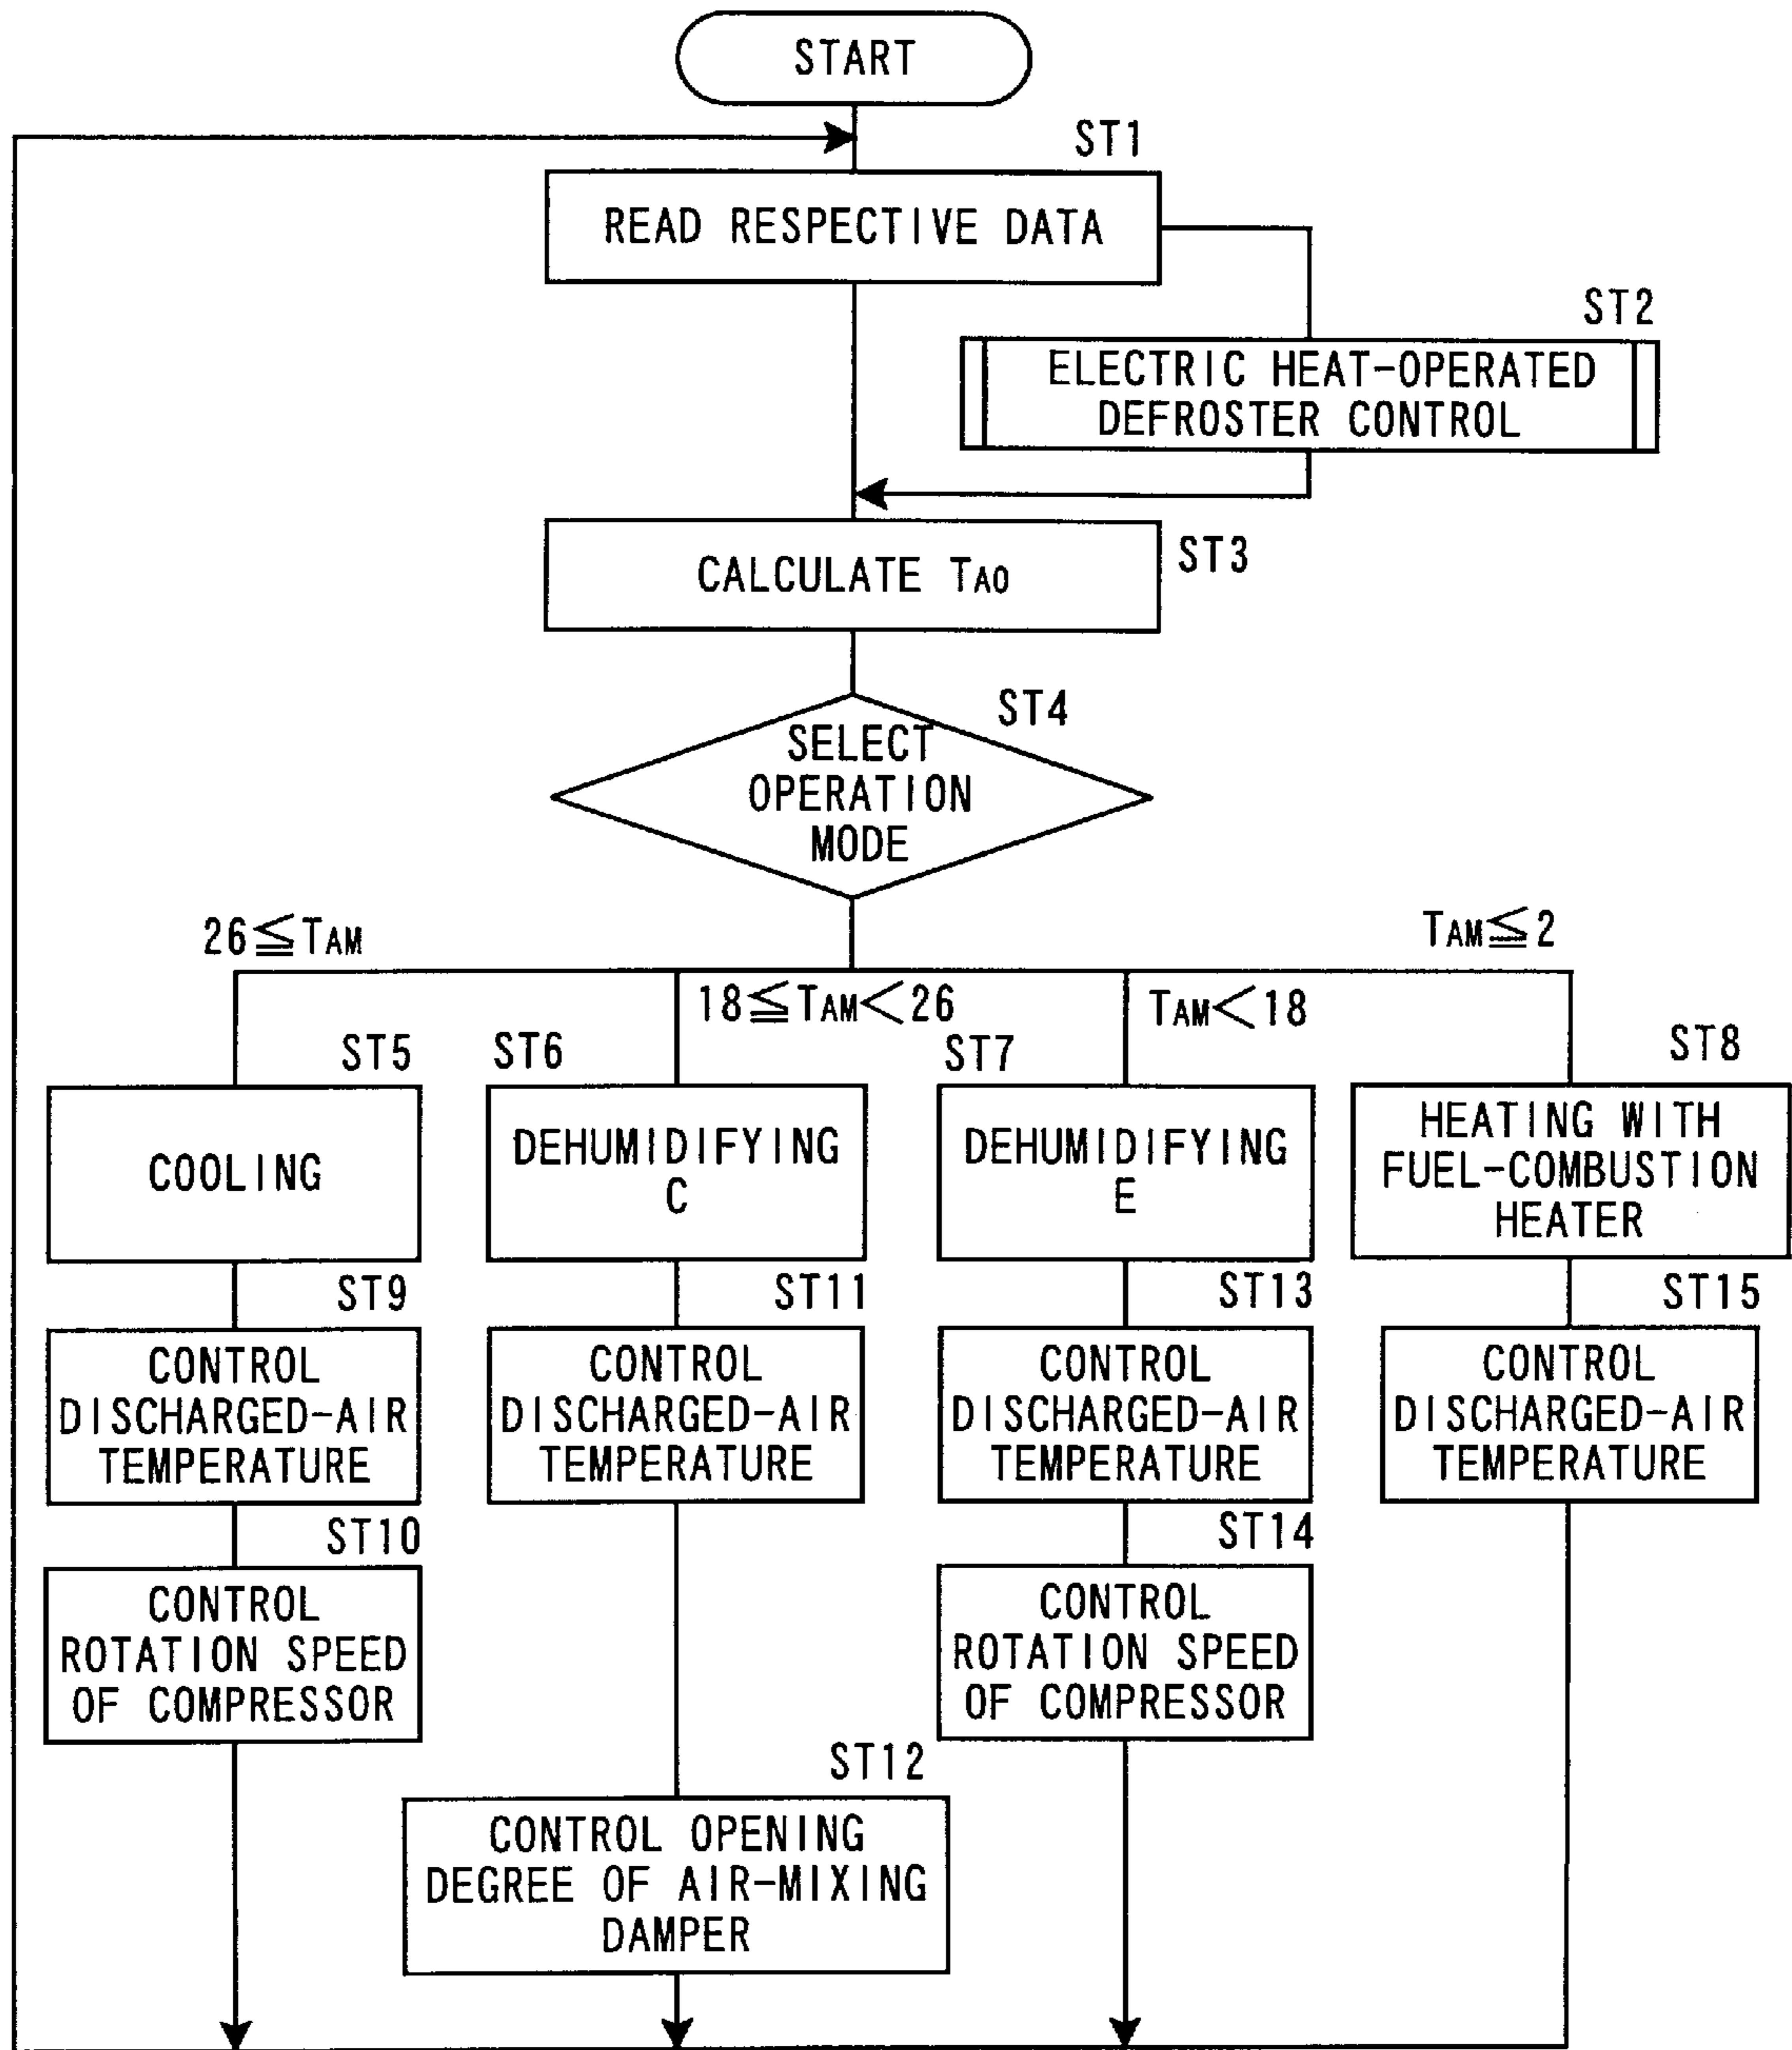 START
ST1
READ RESPECTIVE DATA
ST2
ELECTRIC HEAT-OPERATED
DEFROSTER CONTROL
CALCULATE TAO
ST3
ST4
SELECT
OPERATION
MODE
26≦TAM
18≦TAM<26
TAM<18
TAM≦2
ST5
COOLING
ST6
DEHUMIDIFYING
C
ST7
DEHUMIDIFYING
E
ST8
HEATING WITH
FUEL-COMBUSTION
HEATER
ST9
CONTROL
DISCHARGED-AIR
TEMPERATURE
ST11
CONTROL
DISCHARGED-AIR
TEMPERATURE
ST13
CONTROL
DISCHARGED-AIR
TEMPERATURE
ST15
CONTROL
DISCHARGED-AIR
TEMPERATURE
ST10
CONTROL
ROTATION SPEED
OF COMPRESSOR
ST14
CONTROL
ROTATION SPEED
OF COMPRESSOR
ST12
CONTROL OPENING
DEGREE OF AIR-MIXING
DAMPER